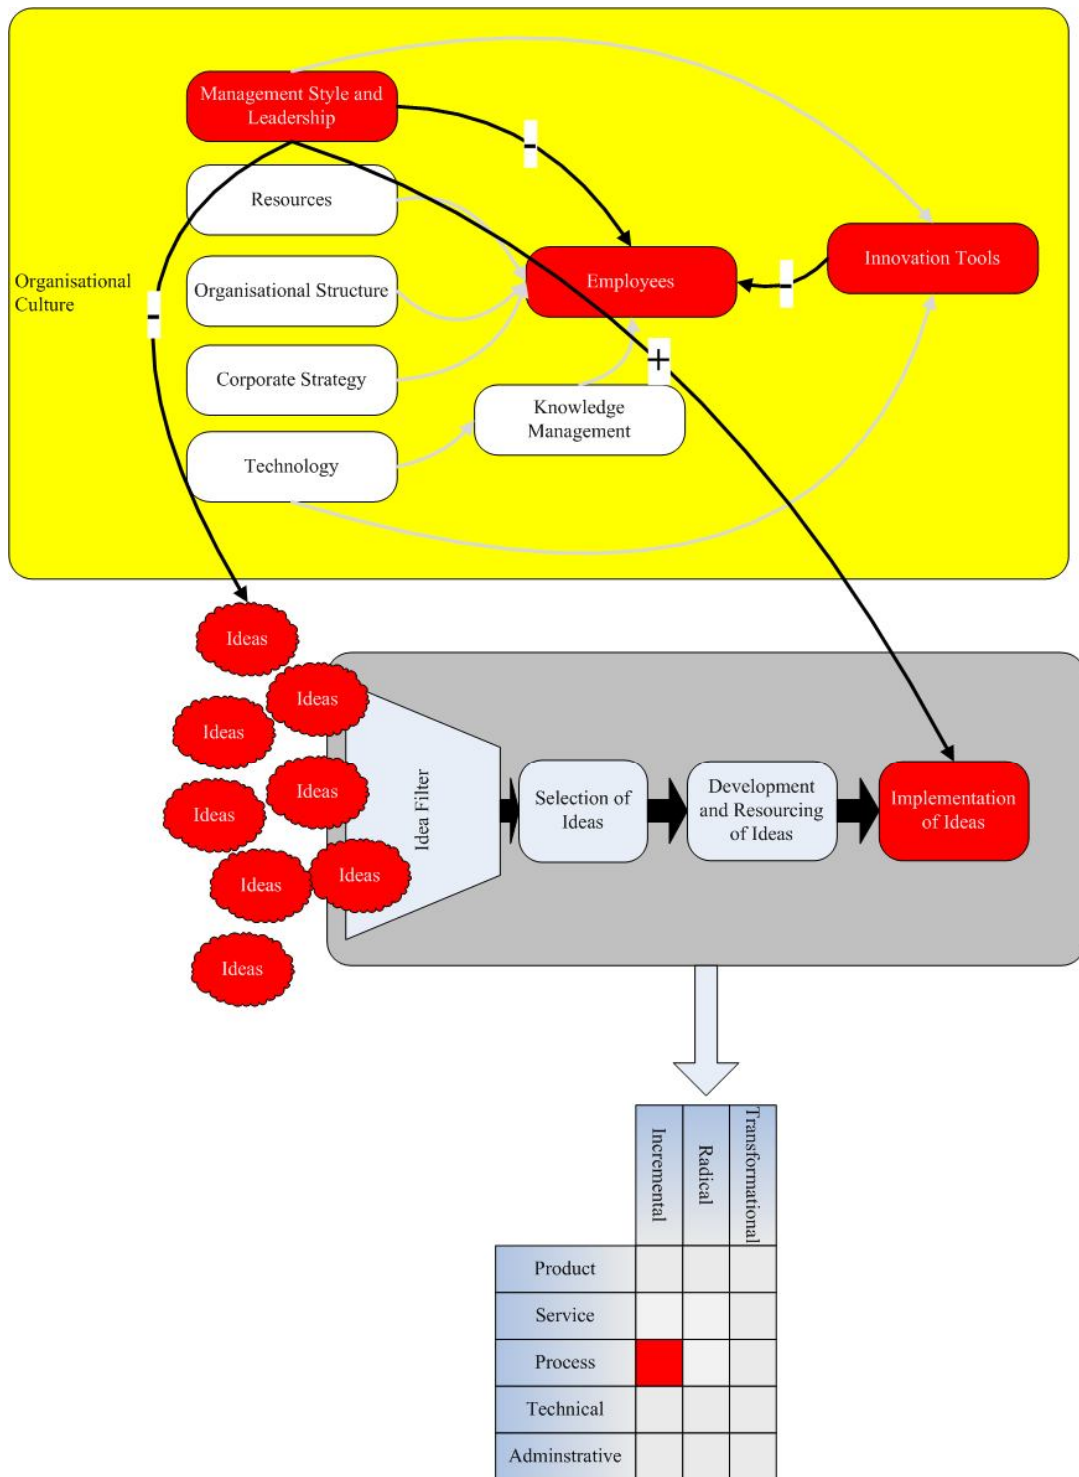 Management Style and
Leadership
Resources
Organisational
Culture
Organisational Structure
Employees
Innovation Tools
Corporate Strategy
Knowledge
Management
Technology
-
-
-
+
Ideas
Ideas
Ideas
Ideas
Ideas
Ideas
Ideas
Ideas
Idea Filter
Selection of
Ideas
Development
and Resourcing
of Ideas
Implementation
of Ideas
Incremental
Radical
Transformational
Product
Service
Process
Technical
Adminstrative